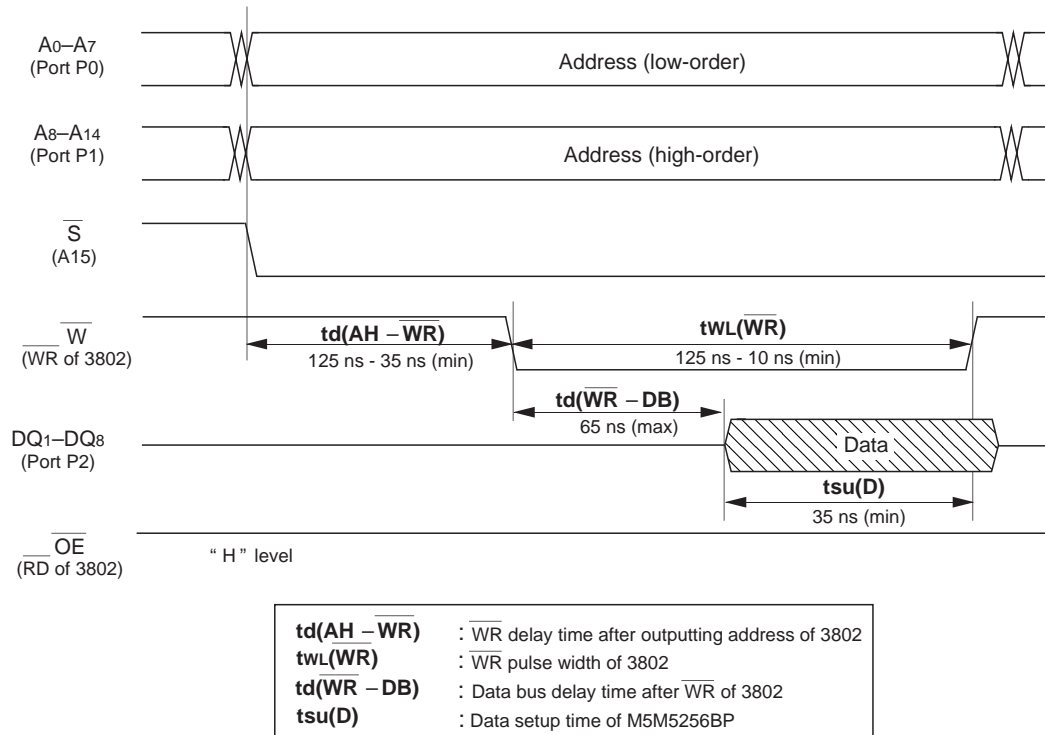 A0–A7
(Port P0)
Address (low-order)
A8–A14
(Port P1)
Address (high-order)
S
(A15)
W
(WR of 3802)
td(AH – WR)
125 ns - 35 ns (min)
tWL(WR)
125 ns - 10 ns (min)
td(WR – DB)
65 ns (max)
DQ1–DQ8
(Port P2)
Data
tsu(D)
35 ns (min)
OE
(RD of 3802)
“ H ” level
td(AH – WR) : WR delay time after outputting address of 3802
tWL(WR) : WR pulse width of 3802
td(WR – DB) : Data bus delay time after WR of 3802
tsu(D) : Data setup time of M5M5256BP